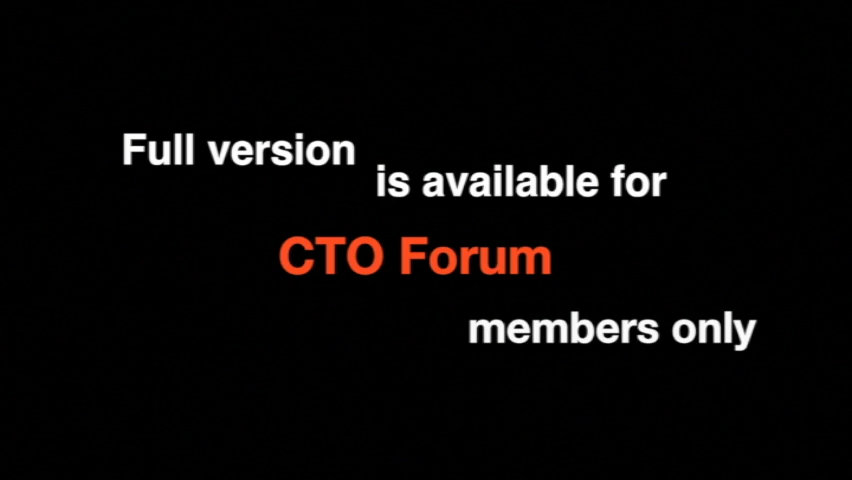 Full version
is available for
CTO Forum
members only